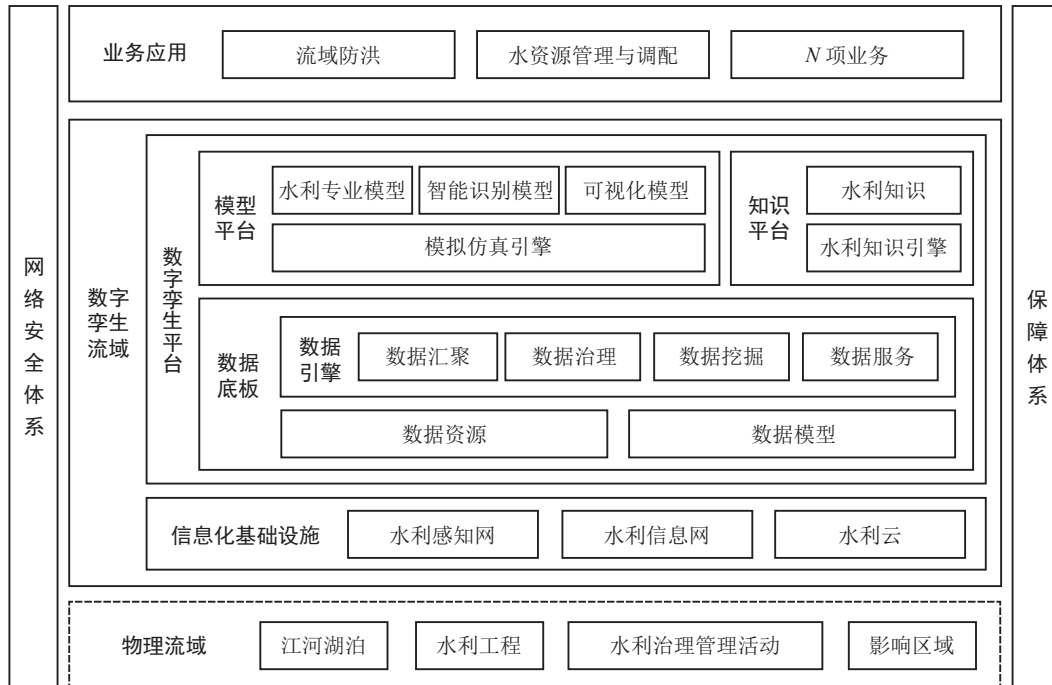 业务应用
流域防洪
水资源管理与调配
N 项业务
网络安全体系
数字
孪生
流域
数字孪生平台
模型
平台
水利专业模型
智能识别模型
可视化模型
模拟仿真引擎
知识
平台
水利知识
水利知识引擎
数据
底板
数据
引擎
数据汇聚
数据治理
数据挖掘
数据服务
数据资源
数据模型
信息化基础设施
水利感知网
水利信息网
水利云
物理流域
江河湖泊
水利工程
水利治理管理活动
影响区域
保障体系